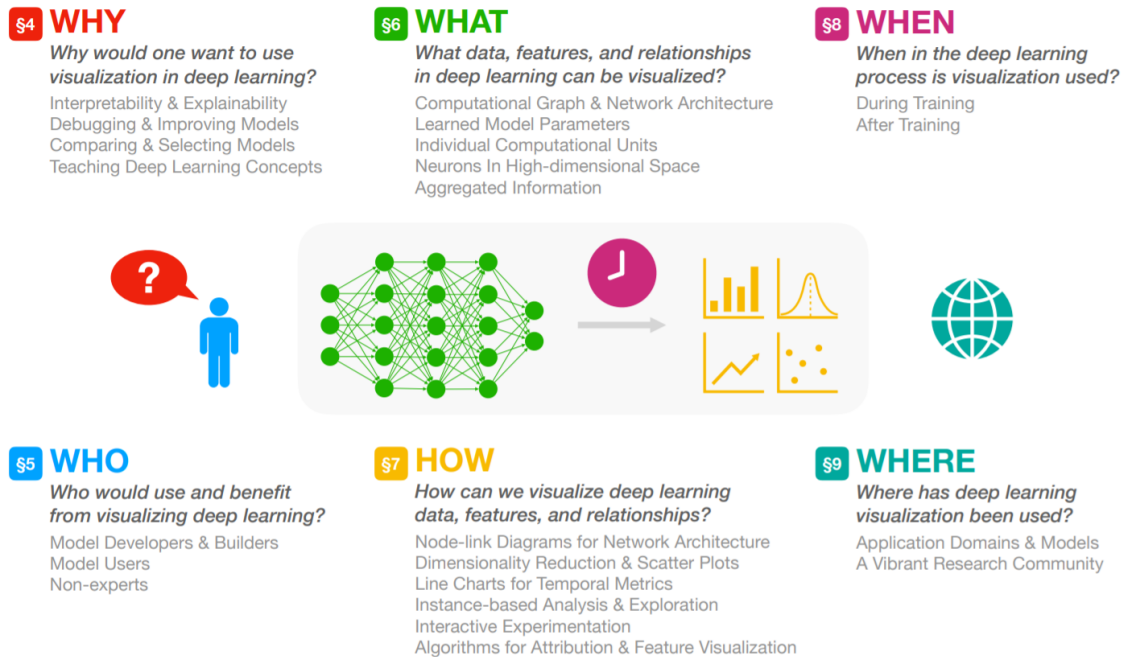 §4 WHY
Why would one want to use
visualization in deep learning?
Interpretability & Explainability
Debugging & Improving Models
Comparing & Selecting Models
Teaching Deep Learning Concepts
§6 WHAT
What data, features, and relationships
in deep learning can be visualized?
Computational Graph & Network Architecture
Learned Model Parameters
Individual Computational Units
Neurons In High-dimensional Space
Aggregated Information
§8 WHEN
When in the deep learning
process is visualization used?
During Training
After Training
?
§5 WHO
Who would use and benefit
from visualizing deep learning?
Model Developers & Builders
Model Users
Non-experts
§7 HOW
How can we visualize deep learning
data, features, and relationships?
Node-link Diagrams for Network Architecture
Dimensionality Reduction & Scatter Plots
Line Charts for Temporal Metrics
Instance-based Analysis & Exploration
Interactive Experimentation
Algorithms for Attribution & Feature Visualization
§9 WHERE
Where has deep learning
visualization been used?
Application Domains & Models
A Vibrant Research Community